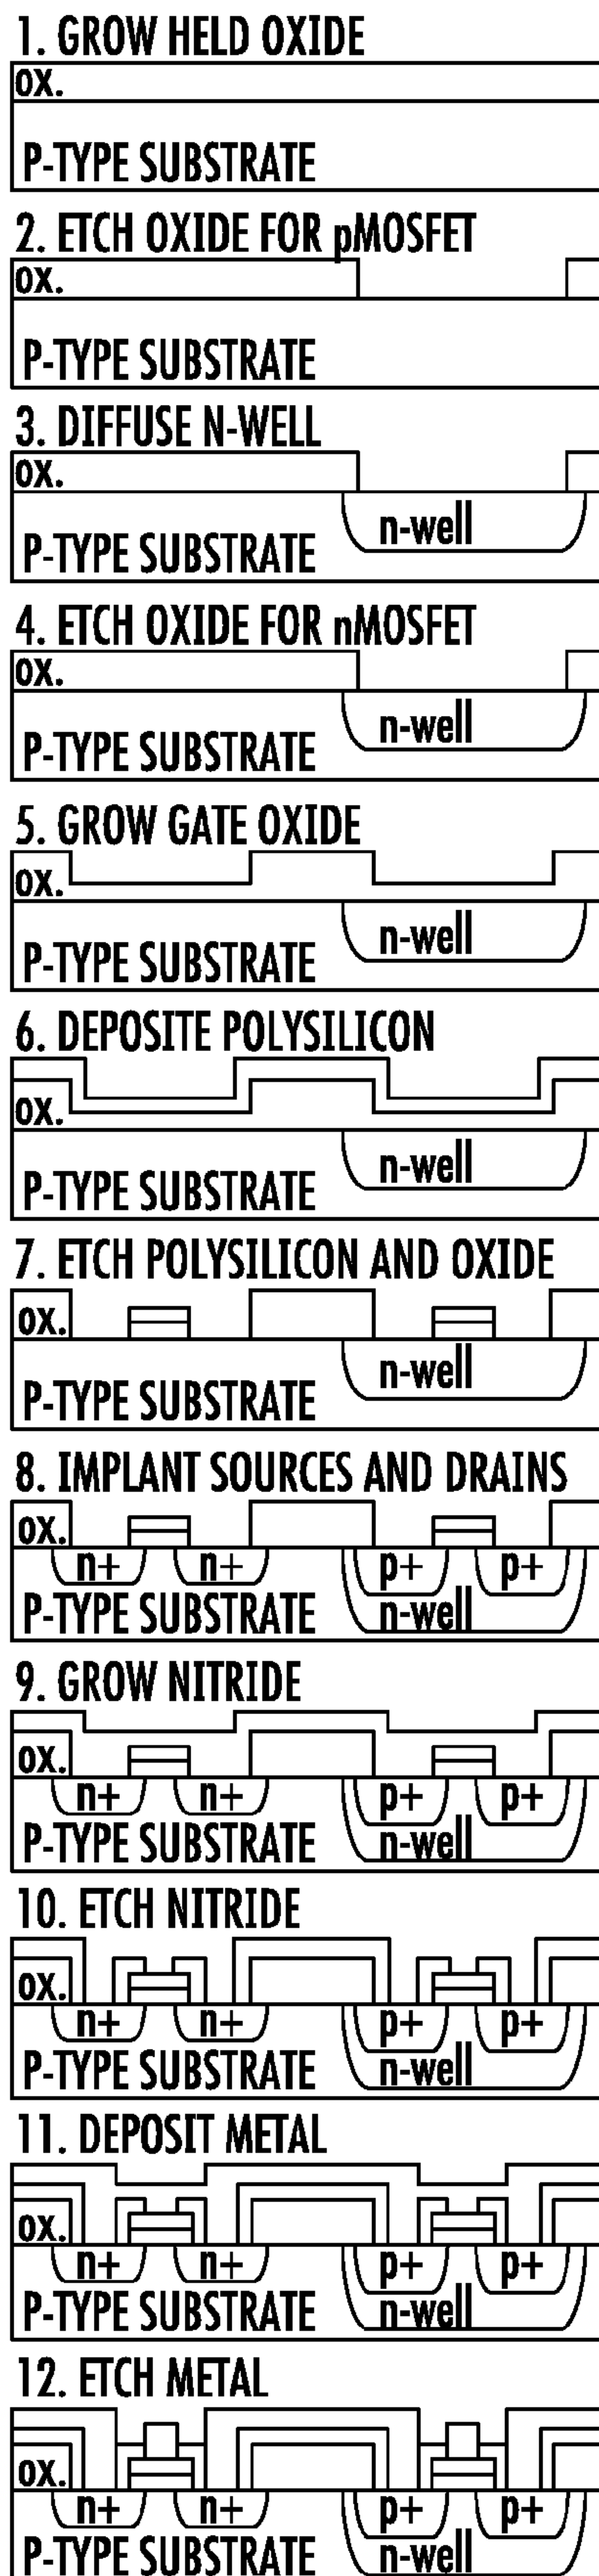 1. GROW HELD OXIDE
OX.
P-TYPE SUBSTRATE
2. ETCH OXIDE FOR pMOSFET
OX.
P-TYPE SUBSTRATE
3. DIFFUSE N-WELL
OX.
n-well
P-TYPE SUBSTRATE
4. ETCH OXIDE FOR nMOSFET
OX.
n-well
P-TYPE SUBSTRATE
5. GROW GATE OXIDE
OX.
n-well
P-TYPE SUBSTRATE
6. DEPOSITE POLYSILICON
OX.
n-well
P-TYPE SUBSTRATE
7. ETCH POLYSILICON AND OXIDE
OX.
n-well
P-TYPE SUBSTRATE
8. IMPLANT SOURCES AND DRAINS
OX.
n+ n+ p+ p+
P-TYPE SUBSTRATE n-well
9. GROW NITRIDE
OX.
n+ n+ p+ p+
P-TYPE SUBSTRATE n-well
10. ETCH NITRIDE
OX.
n+ n+ p+ p+
P-TYPE SUBSTRATE n-well
11. DEPOSIT METAL
OX.
n+ n+ p+ p+
P-TYPE SUBSTRATE n-well
12. ETCH METAL
OX.
n+ n+ p+ p+
P-TYPE SUBSTRATE n-well